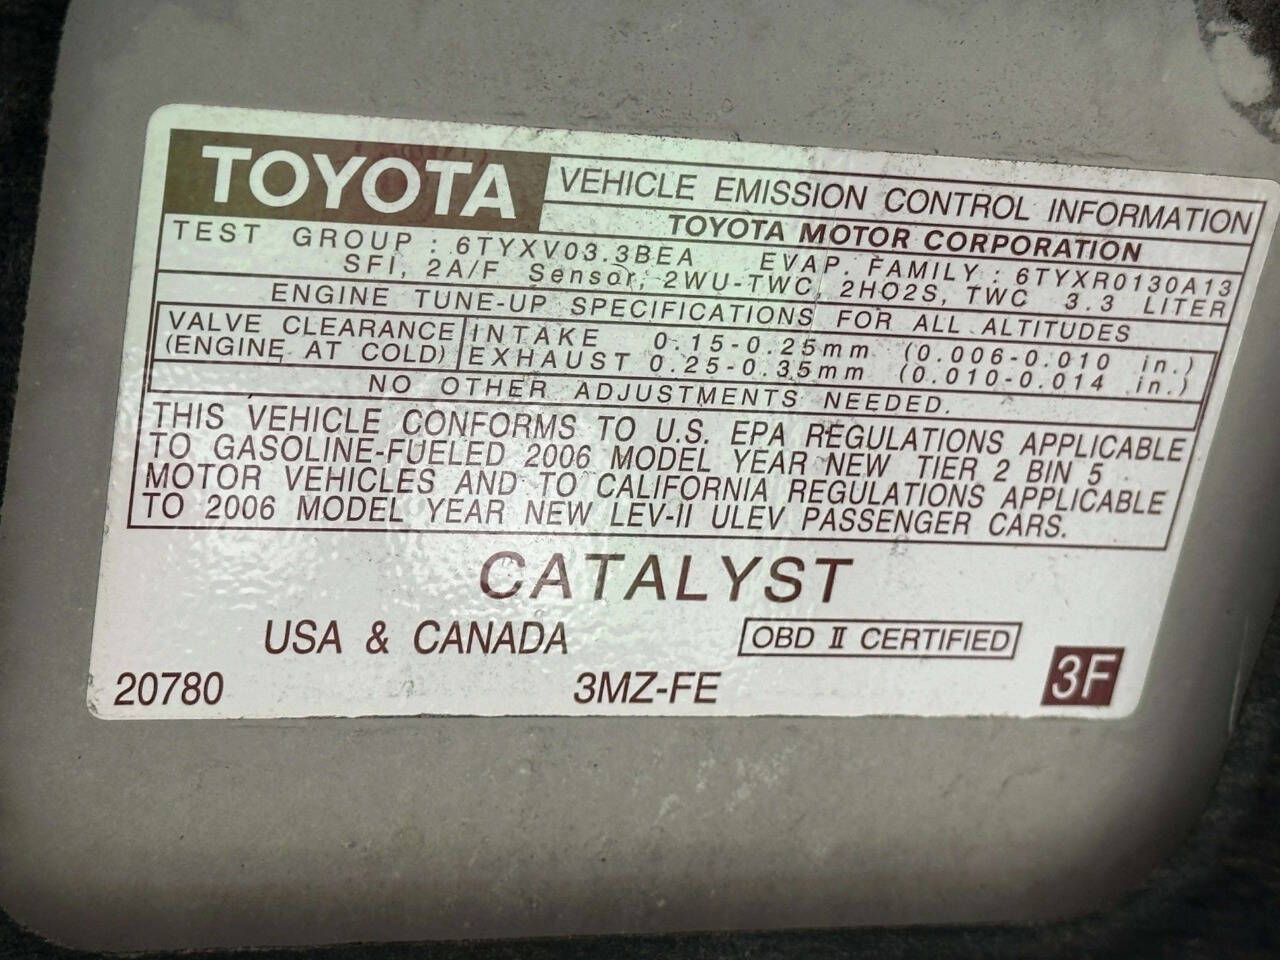 TOYOTA
VEHICLE EMISSION CONTROL INFORMATION
TOYOTA MOTOR CORPORATION
TEST GROUP : 6TYXV03.3BEA EVAP. FAMILY : 6TYXR0130A13
SFI, 2A/F Sensor, 2WU-TWC, 2HO2S, TWC 3.3 LITER
ENGINE TUNE-UP SPECIFICATIONS FOR ALL ALTITUDES
VALVE CLEARANCE INTAKE 0.15-0.25mm (0.006-0.010 in.)
(ENGINE AT COLD) EXHAUST 0.25-0.35mm (0.010-0.014 in.)
NO OTHER ADJUSTMENTS NEEDED.
THIS VEHICLE CONFORMS TO U.S. EPA REGULATIONS APPLICABLE
TO GASOLINE-FUELED 2006 MODEL YEAR NEW TIER 2 BIN 5
MOTOR VEHICLES AND TO CALIFORNIA REGULATIONS APPLICABLE
TO 2006 MODEL YEAR NEW LEV-II ULEV PASSENGER CARS.
CATALYST
USA & CANADA OBD II CERTIFIED
20780 3MZ-FE 3F